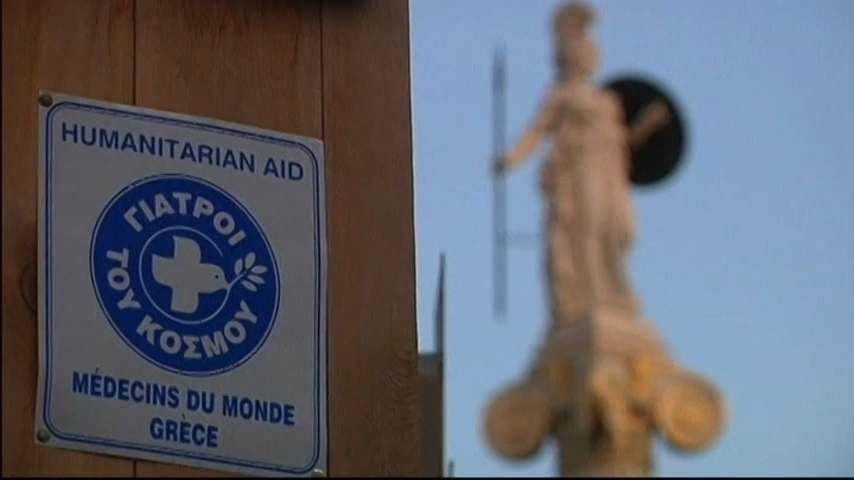 HUMANITARIAN AID
ΓΙΑΤΡΟΙ
ΤΟΥ ΚΟΣΜΟΥ
MÉDECINS DU MONDE
GRÈCE